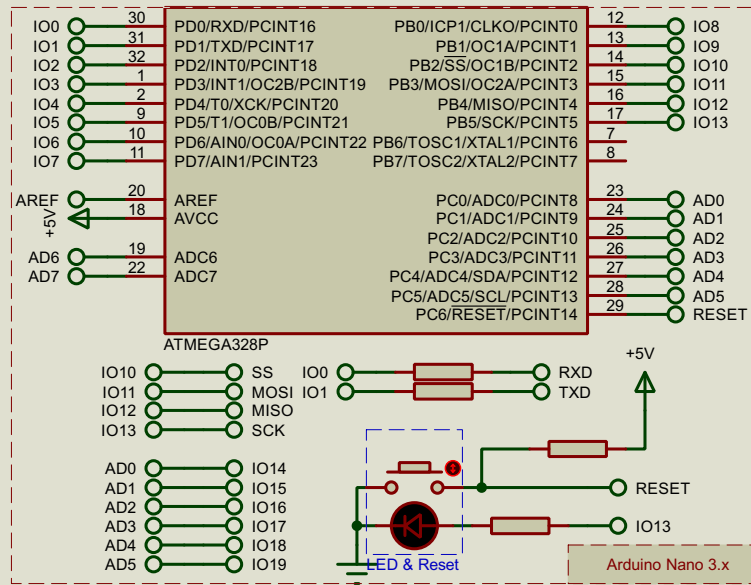 IO0 30 PD0/RXD/PCINT16 PB0/ICP1/CLKO/PCINT0 12 IO8
IO1 31 PD1/TXD/PCINT17 PB1/OC1A/PCINT1 13 IO9
IO2 32 PD2/INT0/PCINT18 PB2/SS/OC1B/PCINT2 14 IO10
IO3 1 PD3/INT1/OC2B/PCINT19 PB3/MOSI/OC2A/PCINT3 15 IO11
IO4 2 PD4/T0/XCK/PCINT20 PB4/MISO/PCINT4 16 IO12
IO5 9 PD5/T1/OC0B/PCINT21 PB5/SCK/PCINT5 17 IO13
IO6 10 PD6/AIN0/OC0A/PCINT22 PB6/TOSC1/XTAL1/PCINT6 7
IO7 11 PD7/AIN1/PCINT23 PB7/TOSC2/XTAL2/PCINT7 8
AREF 20 AREF PC0/ADC0/PCINT8 23 AD0
+5V 18 AVCC PC1/ADC1/PCINT9 24 AD1
PC2/ADC2/PCINT10 25 AD2
AD6 19 ADC6 PC3/ADC3/PCINT11 26 AD3
AD7 22 ADC7 PC4/ADC4/SDA/PCINT12 27 AD4
PC5/ADC5/SCL/PCINT13 28 AD5
PC6/RESET/PCINT14 29 RESET
ATMEGA328P
+5V
IO10 SS IO0 RXD
IO11 MOSI IO1 TXD
IO12 MISO
IO13 SCK
AD0 IO14
AD1 IO15 RESET
AD2 IO16
AD3 IO17 IO13
AD4 IO18
AD5 IO19 LED & Reset Arduino Nano 3.x